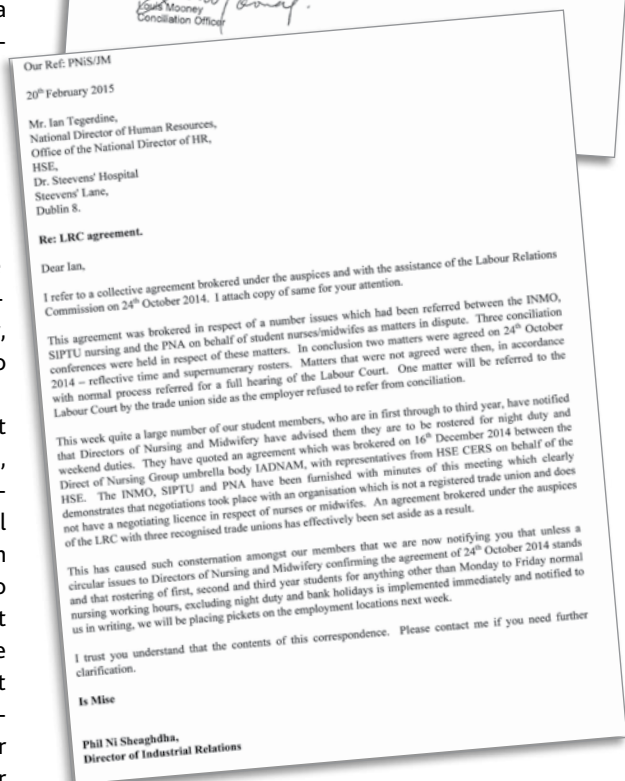 Louis Mooney
Conciliation Officer
Our Ref: PNiS/JM
20th February 2015
Mr. Ian Tegerdine,
National Director of Human Resources,
Office of the National Director of HR,
HSE,
Dr. Steevens' Hospital
Steevens' Lane,
Dublin 8.
Re: LRC agreement.
Dear Ian,
I refer to a collective agreement brokered under the auspices and with the assistance of the Labour Relations
Commission on 24th October 2014. I attach copy of same for your attention.
This agreement was brokered in respect of a number issues which had been referred between the INMO,
SIPTU nursing and the PNA on behalf of student nurses/midwifes as matters in dispute. Three conciliation
conferences were held in respect of these matters. In conclusion two matters were agreed on 24th October
2014 – reflective time and supernumerary rosters. Matters that were not agreed were then, in accordance
with normal process referred for a full hearing of the Labour Court. One matter will be referred to the
Labour Court by the trade union side as the employer refused to refer from conciliation.
This week quite a large number of our student members, who are in first through to third year, have notified
that Directors of Nursing and Midwifery have advised them they are to be rostered for night duty and
weekend duties. They have quoted an agreement which was brokered on 16th December 2014 between the
Direct of Nursing Group umbrella body IADNAM, with representatives from HSE CERS on behalf of the
HSE. The INMO, SIPTU and PNA have been furnished with minutes of this meeting which clearly
demonstrates that negotiations took place with an organisation which is not a registered trade union and does
not have a negotiating licence in respect of nurses or midwifes. An agreement brokered under the auspices
of the LRC with three recognised trade unions has effectively been set aside as a result.
This has caused such consternation amongst our members that we are now notifying you that unless a
circular issues to Directors of Nursing and Midwifery confirming the agreement of 24th October 2014 stands
and that rostering of first, second and third year students for anything other than Monday to Friday normal
nursing working hours, excluding night duty and bank holidays is implemented immediately and notified to
us in writing, we will be placing pickets on the employment locations next week.
I trust you understand that the contents of this correspondence. Please contact me if you need further
clarification.
Is Mise
Phil Ni Sheaghdha,
Director of Industrial Relations